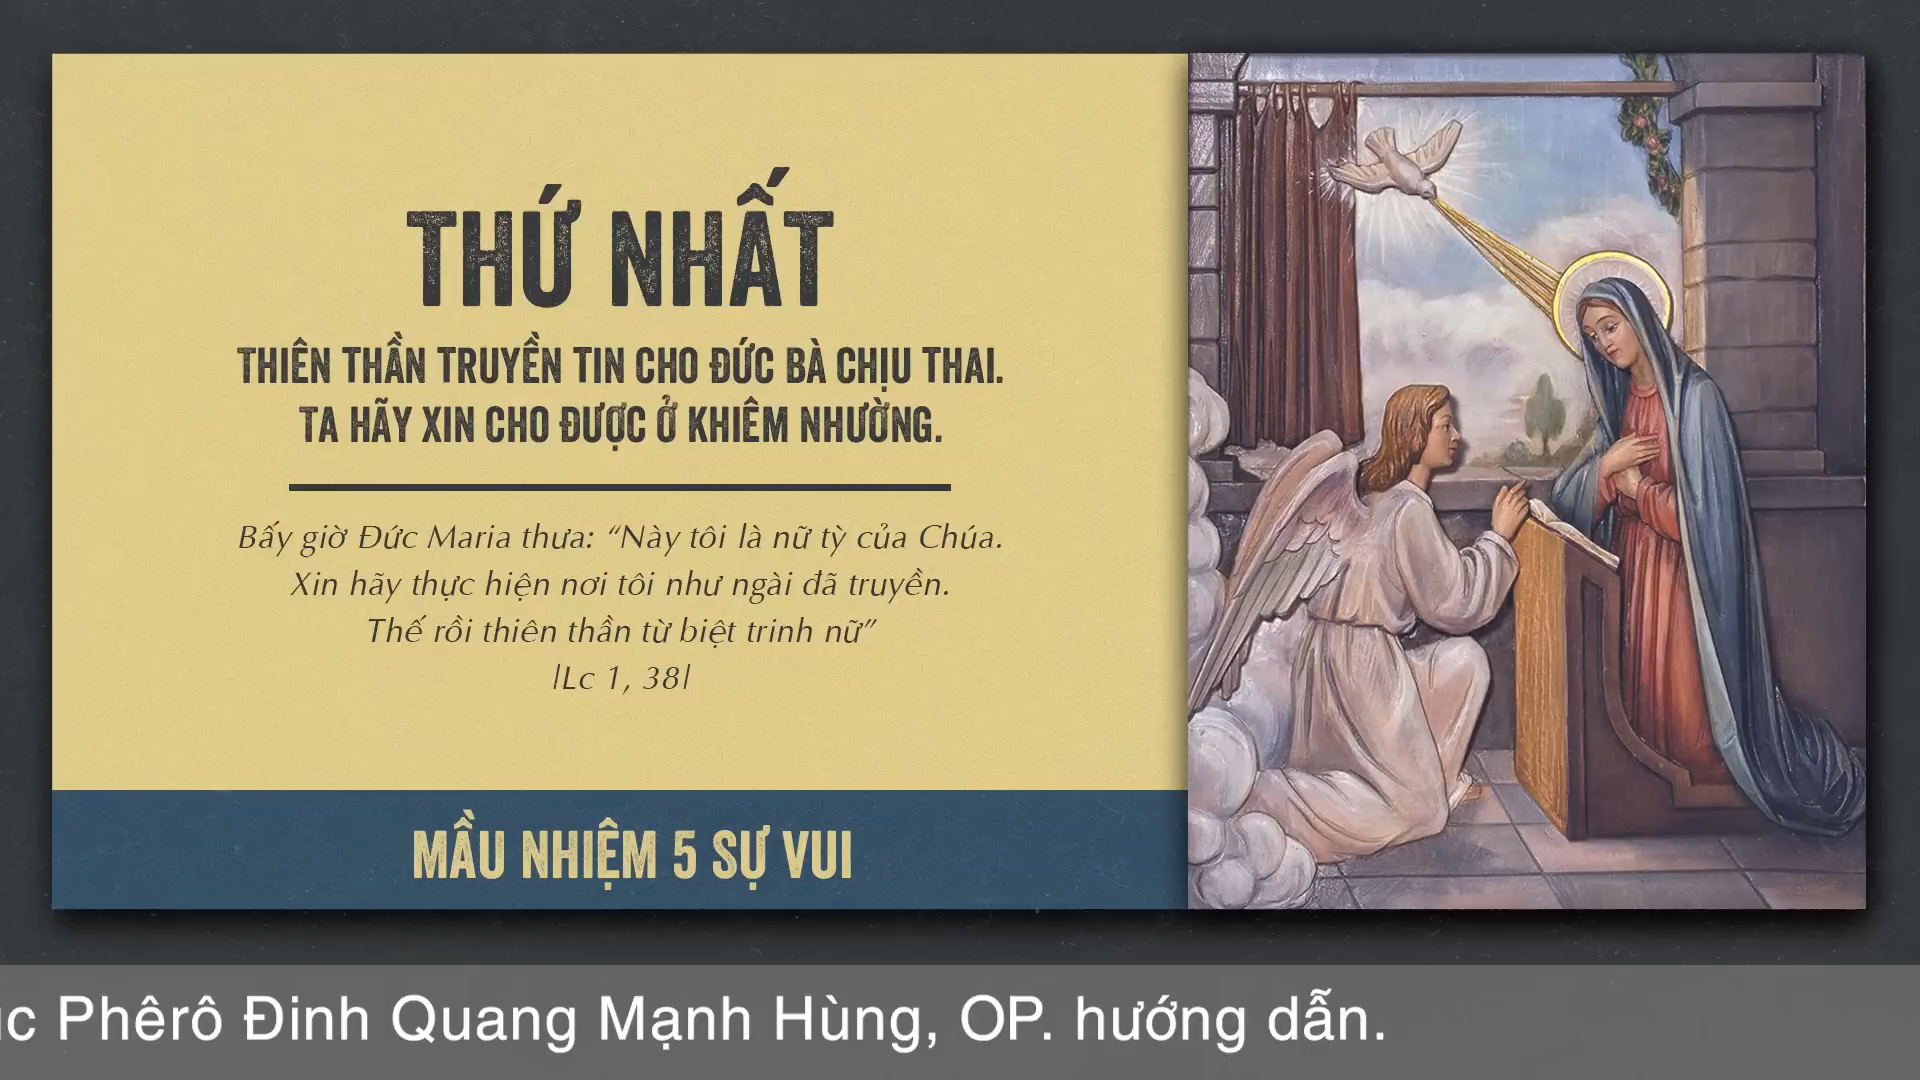 THỨ NHẤT
THIÊN THẦN TRUYỀN TIN CHO ĐỨC BÀ CHỊU THAI.
TA HÃY XIN CHO ĐƯỢC Ở KHIÊM NHƯỜNG.
Bấy giờ Đức Maria thưa: “Này tôi là nữ tỳ của Chúa.
Xin hãy thực hiện nơi tôi như ngài đã truyền.
Thế rồi thiên thần từ biệt trinh nữ”
|Lc 1, 38|
MẦU NHIỆM 5 SỰ VUI
Phêrô Đinh Quang Mạnh Hùng, OP. hướng dẫn.